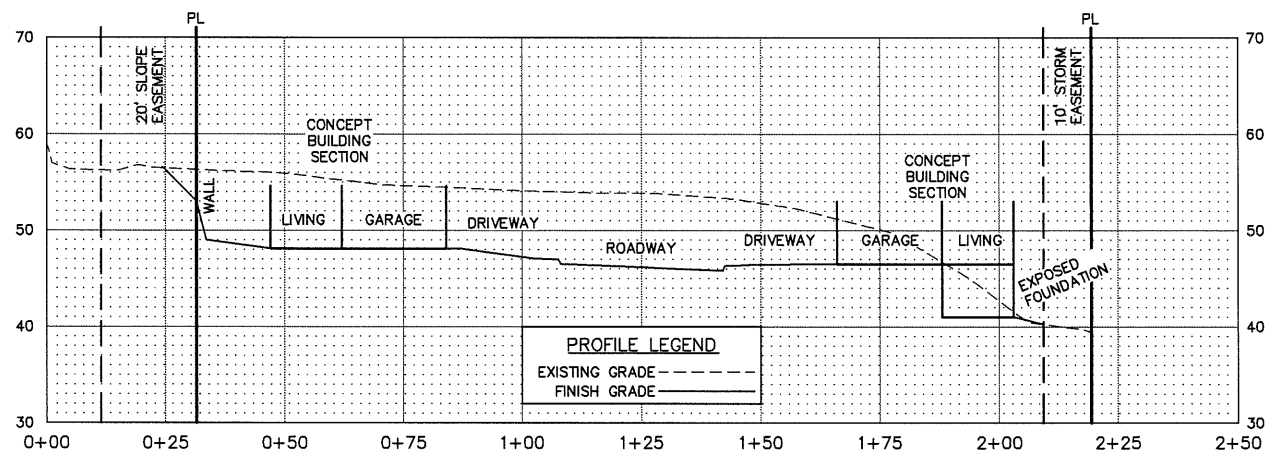 PL
PL
70
70
20' SLOPE
EASEMENT
10' STORM
EASEMENT
60
60
CONCEPT
BUILDING
SECTION
CONCEPT
BUILDING
SECTION
WALL
50
LIVING
GARAGE
DRIVEWAY
ROADWAY
DRIVEWAY
GARAGE
LIVING
50
EXPOSED
FOUNDATION
40
40
PROFILE LEGEND
EXISTING GRADE
FINISH GRADE
30
30
0+00
0+25
0+50
0+75
1+00
1+25
1+50
1+75
2+00
2+25
2+50